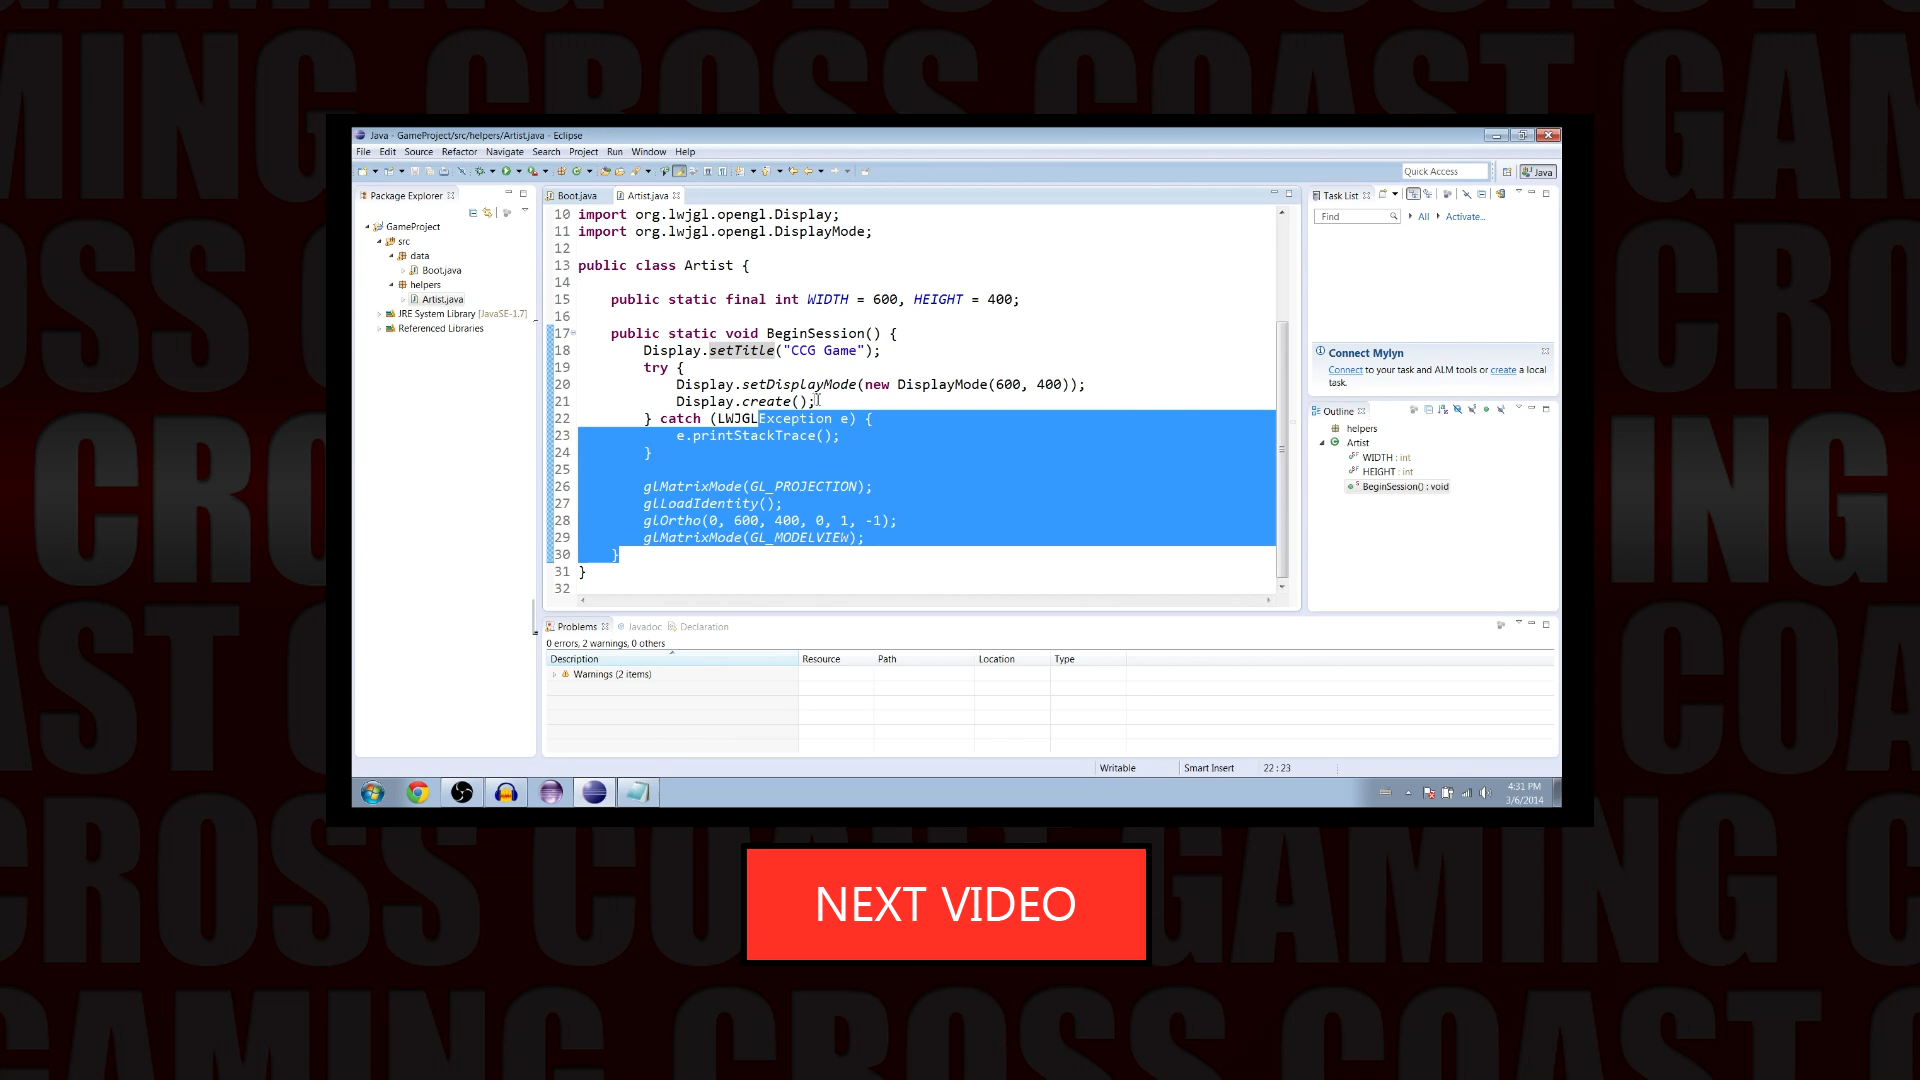 GAMING CROSS COAST GAMING
Java - GameProject/src/helpers/Artist.java - Eclipse
File Edit Source Refactor Navigate Search Project Run Window Help
Quick Access
Java
Package Explorer
GameProject
src
data
Boot.java
helpers
Artist.java
JRE System Library [JavaSE-1.7]
Referenced Libraries
Boot.java
Artist.java
10 import org.lwjgl.opengl.Display;
11 import org.lwjgl.opengl.DisplayMode;
12
13 public class Artist {
14
15 public static final int WIDTH = 600, HEIGHT = 400;
16
17 public static void BeginSession() {
18 Display.setTitle("CCG Game");
19 try {
20 Display.setDisplayMode(new DisplayMode(600, 400));
21 Display.create();
22 } catch (LWJGLException e) {
23 e.printStackTrace();
24 }
25
26 glMatrixMode(GL_PROJECTION);
27 glLoadIdentity();
28 glOrtho(0, 600, 400, 0, 1, -1);
29 glMatrixMode(GL_MODELVIEW);
30 }
31 }
32
Task List
Find
All
Activate...
Connect Mylyn
Connect to your task and ALM tools or create a local
task.
Outline
helpers
Artist
WIDTH : int
HEIGHT : int
BeginSession() : void
Problems
Javadoc
Declaration
0 errors, 2 warnings, 0 others
Description Resource Path Location Type
Warnings (2 items)
Writable Smart Insert 22 : 23
4:31 PM
3/6/2014
NEXT VIDEO